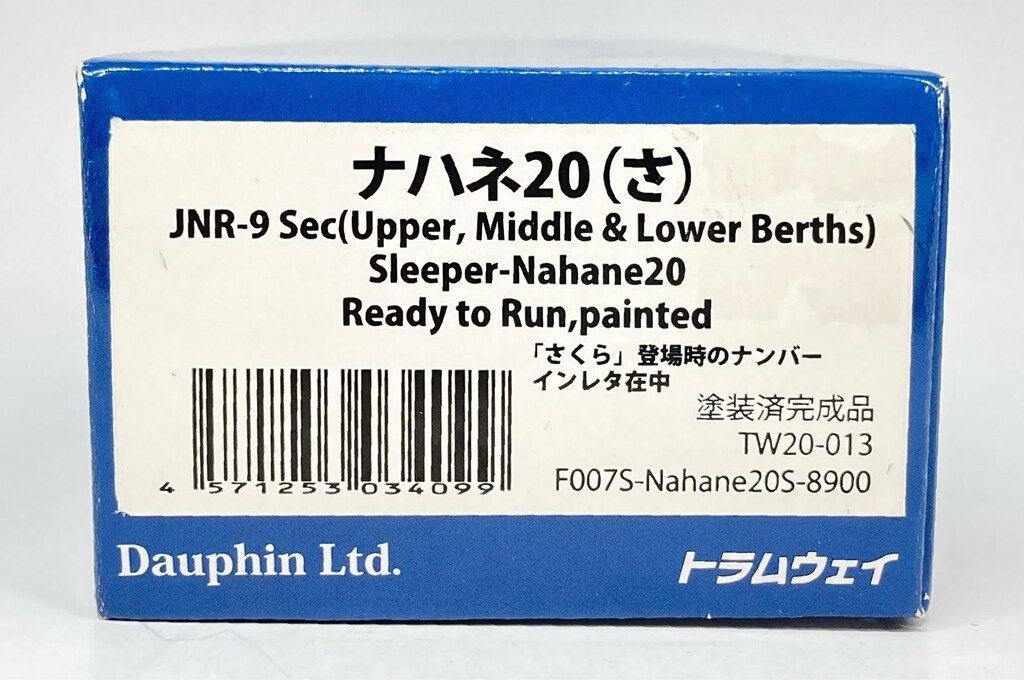 ナハネ20(さ)
JNR-9 Sec(Upper, Middle & Lower Berths)
Sleeper-Nahane20
Ready to Run,painted
「さくら」登場時のナンバー
インレタ在中
塗装済完成品
TW20-013
F007S-Nahane20S-8900
4 571253 034099
Dauphin Ltd.
トラムウェイ